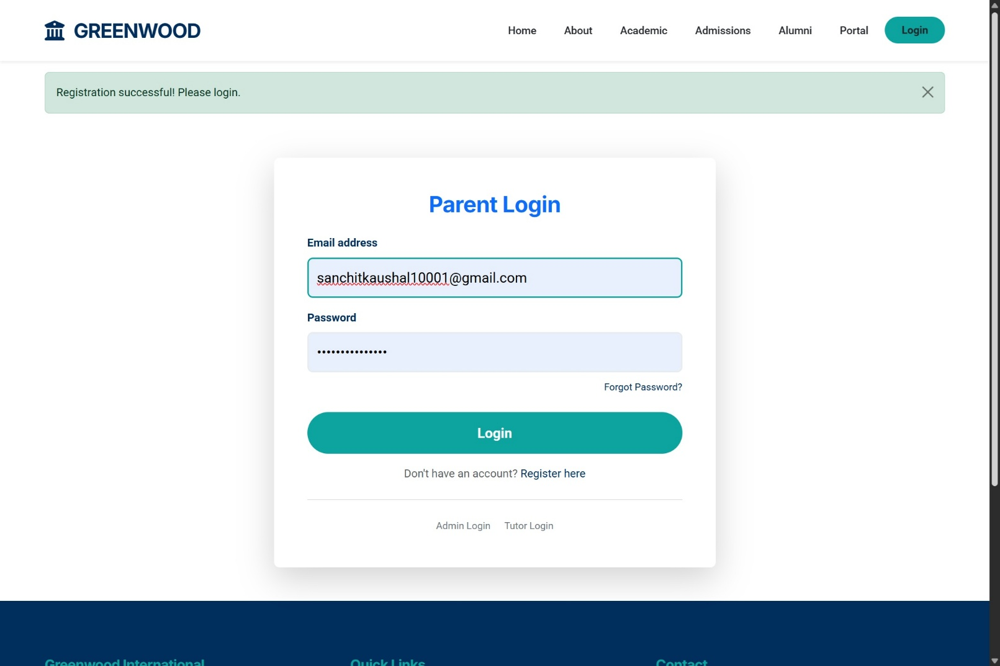 GREENWOOD
Home About Academic Admissions Alumni Portal Login
Registration successful! Please login.
Parent Login
Email address
sanchitkaushal10001@gmail.com
Password
Forgot Password?
Login
Don't have an account? Register here
Admin Login Tutor Login
Greenwood International Quick Links Contact